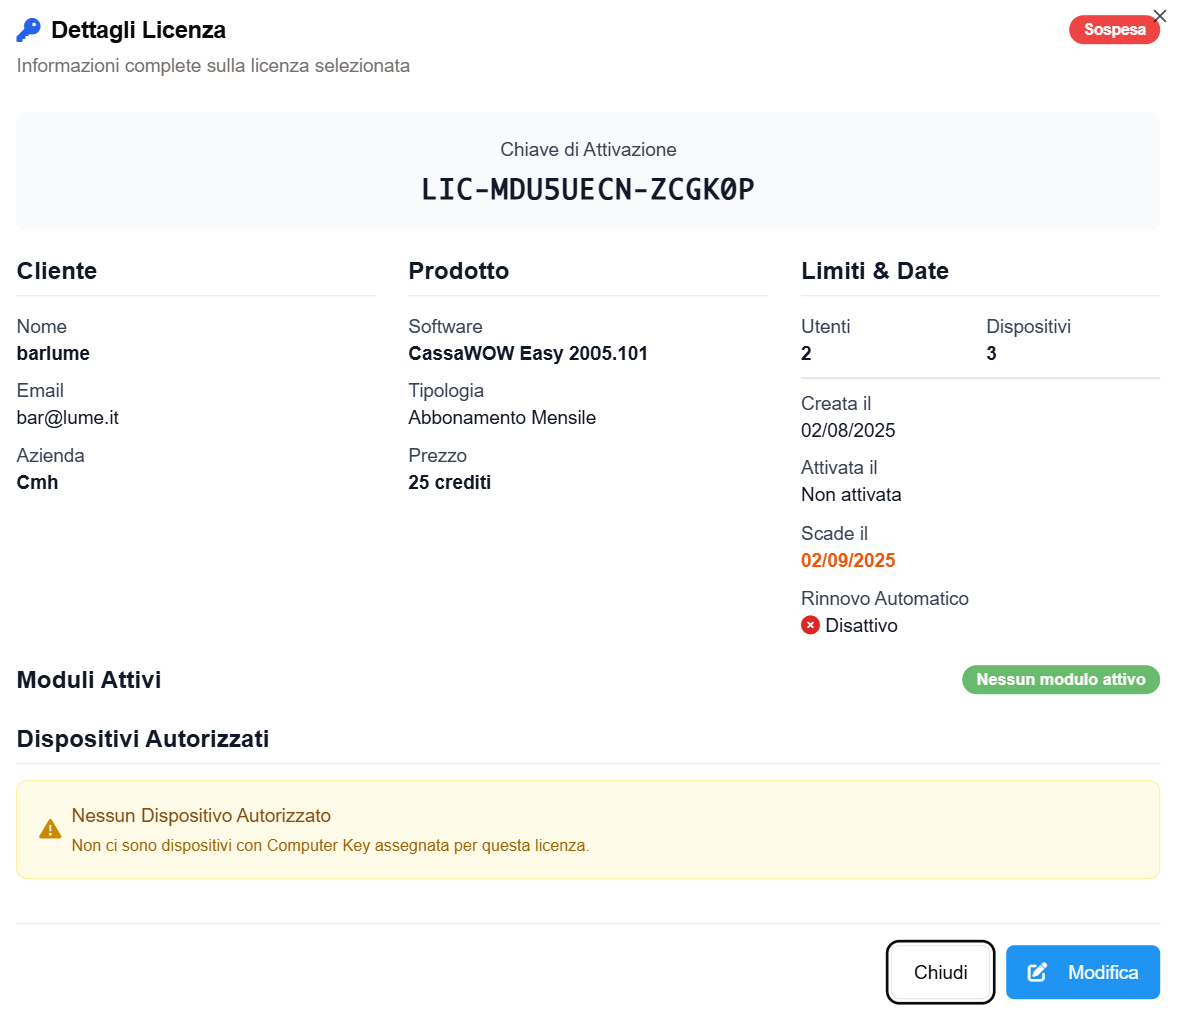 Dettagli Licenza
Sospesa
Informazioni complete sulla licenza selezionata
Chiave di Attivazione
LIC-MDU5UECN-ZCGK0P
Cliente
Nome
barlume
Email
bar@lume.it
Azienda
Cmh
Prodotto
Software
CassaWOW Easy 2005.101
Tipologia
Abbonamento Mensile
Prezzo
25 crediti
Limiti & Date
Utenti
2
Dispositivi
3
Creata il
02/08/2025
Attivata il
Non attivata
Scade il
02/09/2025
Rinnovo Automatico
Disattivo
Moduli Attivi
Nessun modulo attivo
Dispositivi Autorizzati
Nessun Dispositivo Autorizzato
Non ci sono dispositivi con Computer Key assegnata per questa licenza.
Chiudi
Modifica